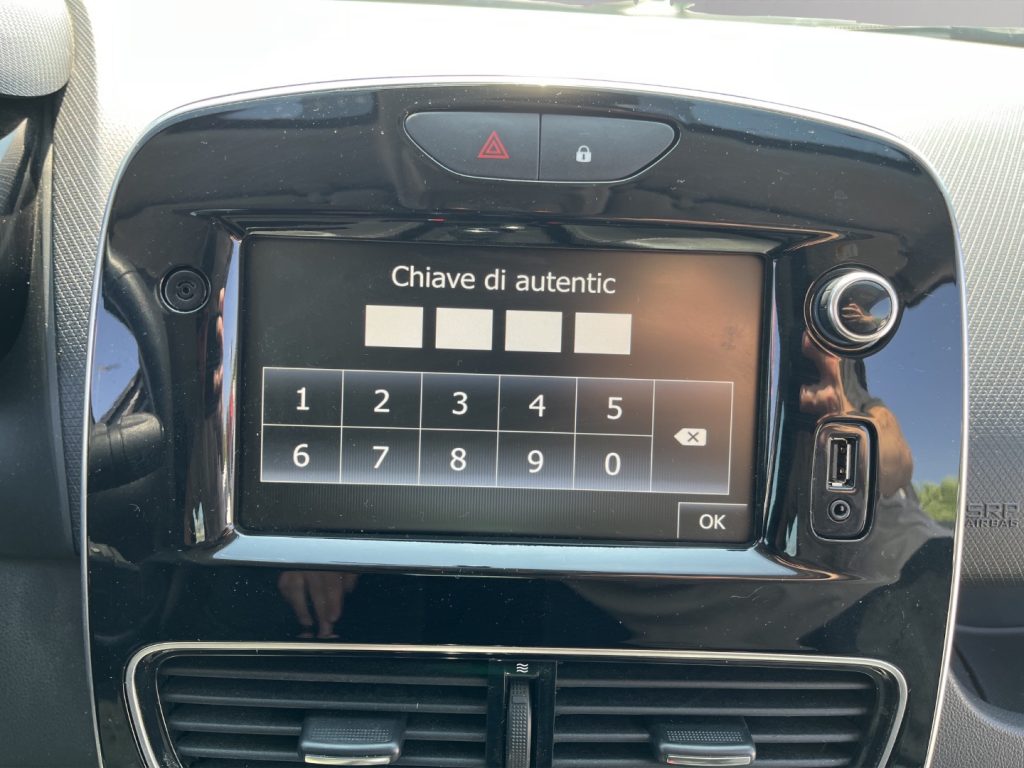 Chiave di autentic
1 2 3 4 5
6 7 8 9 0
OK
SRP
AIRBAG